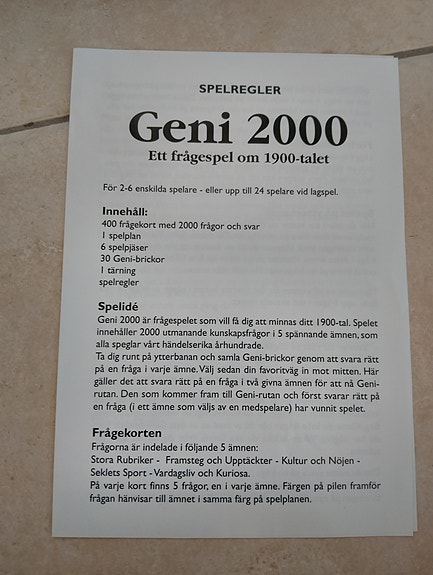 SPELREGLER
Geni 2000
Ett frågespel om 1900-talet
För 2-6 enskilda spelare - eller upp till 24 spelare vid lagspel.
Innehåll:
400 frågekort med 2000 frågor och svar
1 spelplan
6 spelpjäser
30 Geni-brickor
1 tärning
spelregler
Spelidé
Geni 2000 är frågespelet som vill få dig att minnas ditt 1900-tal. Spelet
innehåller 2000 utmanande kunskapsfrågor i 5 spännande ämnen, som
alla speglar vårt händelserika århundrade.
Ta dig runt på ytterbanan och samla Geni-brickor genom att svara rätt
på en fråga i varje ämne. Välj sedan din favoritväg in mot mitten. Här
gäller det att svara rätt på en fråga i två givna ämnen för att nå Geni-
rutan. Den som kommer fram till Geni-rutan och först svarar rätt på
en fråga (i ett ämne som väljs av en medspelare) har vunnit spelet.
Frågekorten
Frågorna är indelade i följande 5 ämnen:
Stora Rubriker - Framsteg och Upptäckter - Kultur och Nöjen -
Seklets Sport - Vardagsliv och Kuriosa.
På varje kort finns 5 frågor, en i varje ämne. Färgen på pilen framför
frågan hänvisar till ämnet i samma färg på spelplanen.